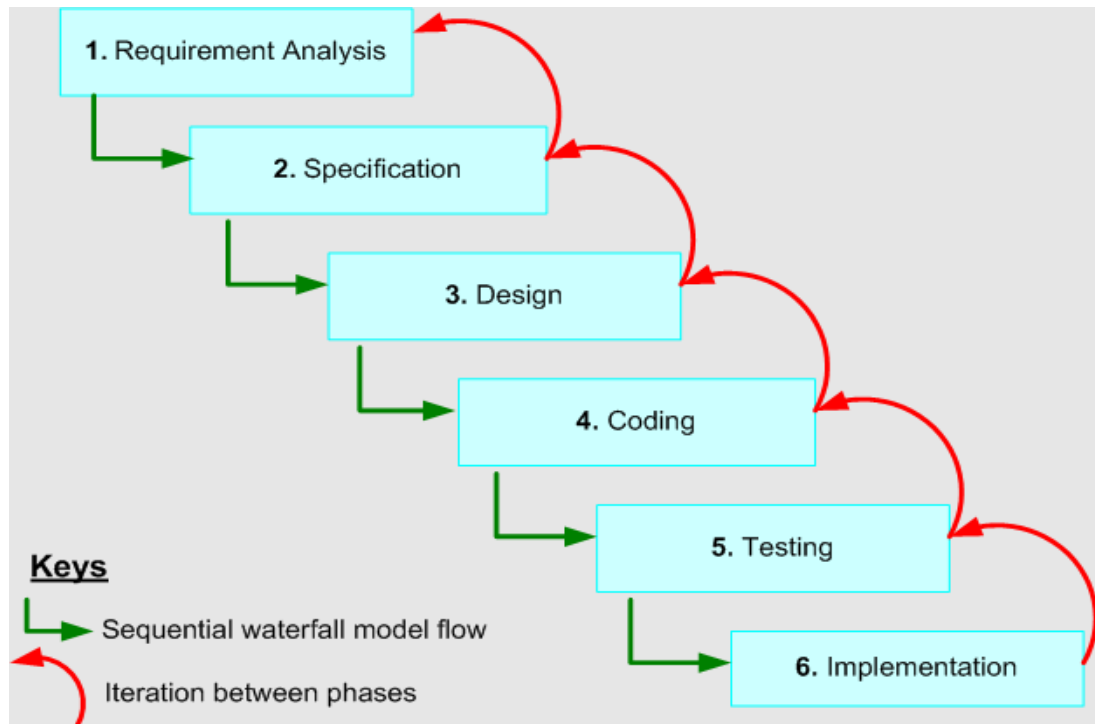 1. Requirement Analysis
2. Specification
3. Design
4. Coding
5. Testing
6. Implementation
Keys
Sequential waterfall model flow
Iteration between phases